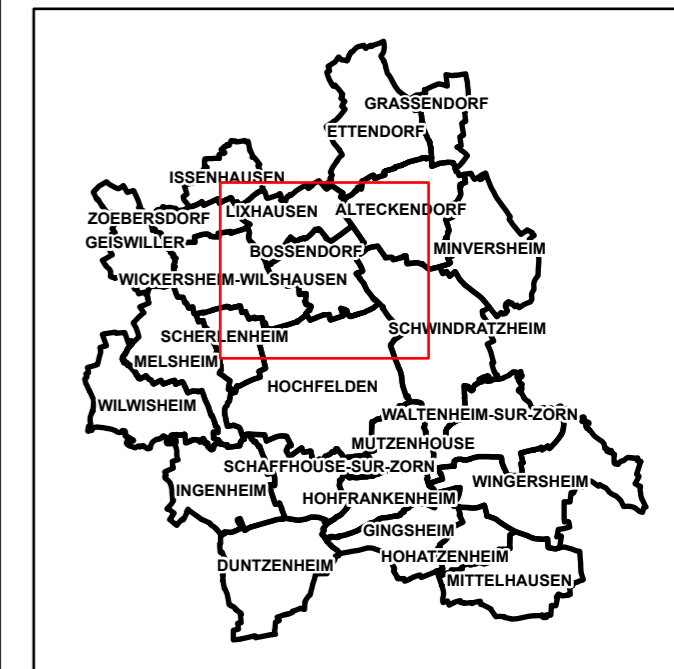 GRASSENDORF
ETTENDORF
ISSENHAUSEN
ZOEBERSDORF
LIXHAUSEN
ALTECKENDORF
GEISWILLER
BOSSENDORF
MINVERSHEIM
WICKERSHEIM-WILSHAUSEN
SCHERLENHEIM
SCHWINDRATZHEIM
MELSHEIM
HOCHFELDEN
WILWISHEIM
WALTENHEIM-SUR-ZORN
MUTZENHOUSE
SCHAFFHOUSE-SUR-ZORN
INGENHEIM
HOHFRANKENHEIM
WINGERSHEIM
GINGSHEIM
DUNTZENHEIM
HOHATZENHEIM
MITTELHAUSEN